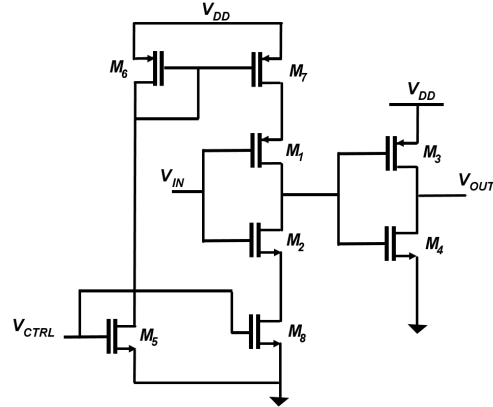 V_DD
M_6
M_7
V_DD
M_1
M_3
V_IN
V_OUT
M_2
M_4
V_CTRL
M_5
M_8